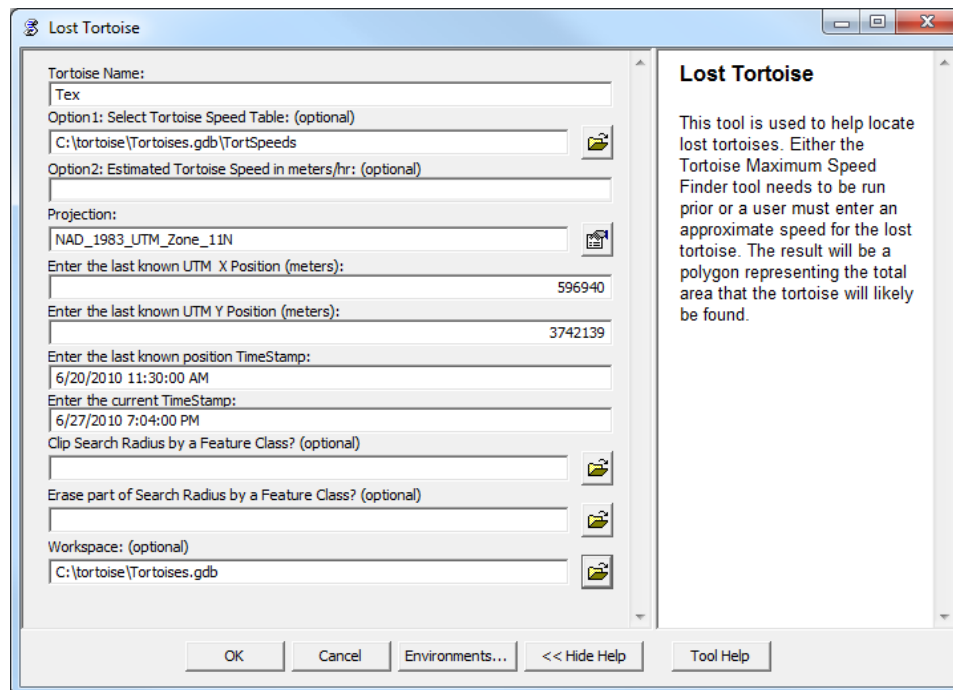 Lost Tortoise
Tortoise Name:
Tex
Option1: Select Tortoise Speed Table: (optional)
C:\tortoise\Tortoises.gdb\TortSpeeds
Option2: Estimated Tortoise Speed in meters/hr: (optional)
Projection:
NAD_1983_UTM_Zone_11N
Enter the last known UTM  X Position (meters):
596940
Enter the last known UTM Y Position (meters):
3742139
Enter the last known position TimeStamp:
6/20/2010 11:30:00 AM
Enter the current TimeStamp:
6/27/2010 7:04:00 PM
Clip Search Radius by a Feature Class? (optional)
Erase part of Search Radius by a Feature Class? (optional)
Workspace: (optional)
C:\tortoise\Tortoises.gdb
Lost Tortoise
This tool is used to help locate
lost tortoises. Either the
Tortoise Maximum Speed
Finder tool needs to be run
prior or a user must enter an
approximate speed for the lost
tortoise. The result will be a
polygon representing the total
area that the tortoise will likely
be found.
OK
Cancel
Environments...
<< Hide Help
Tool Help